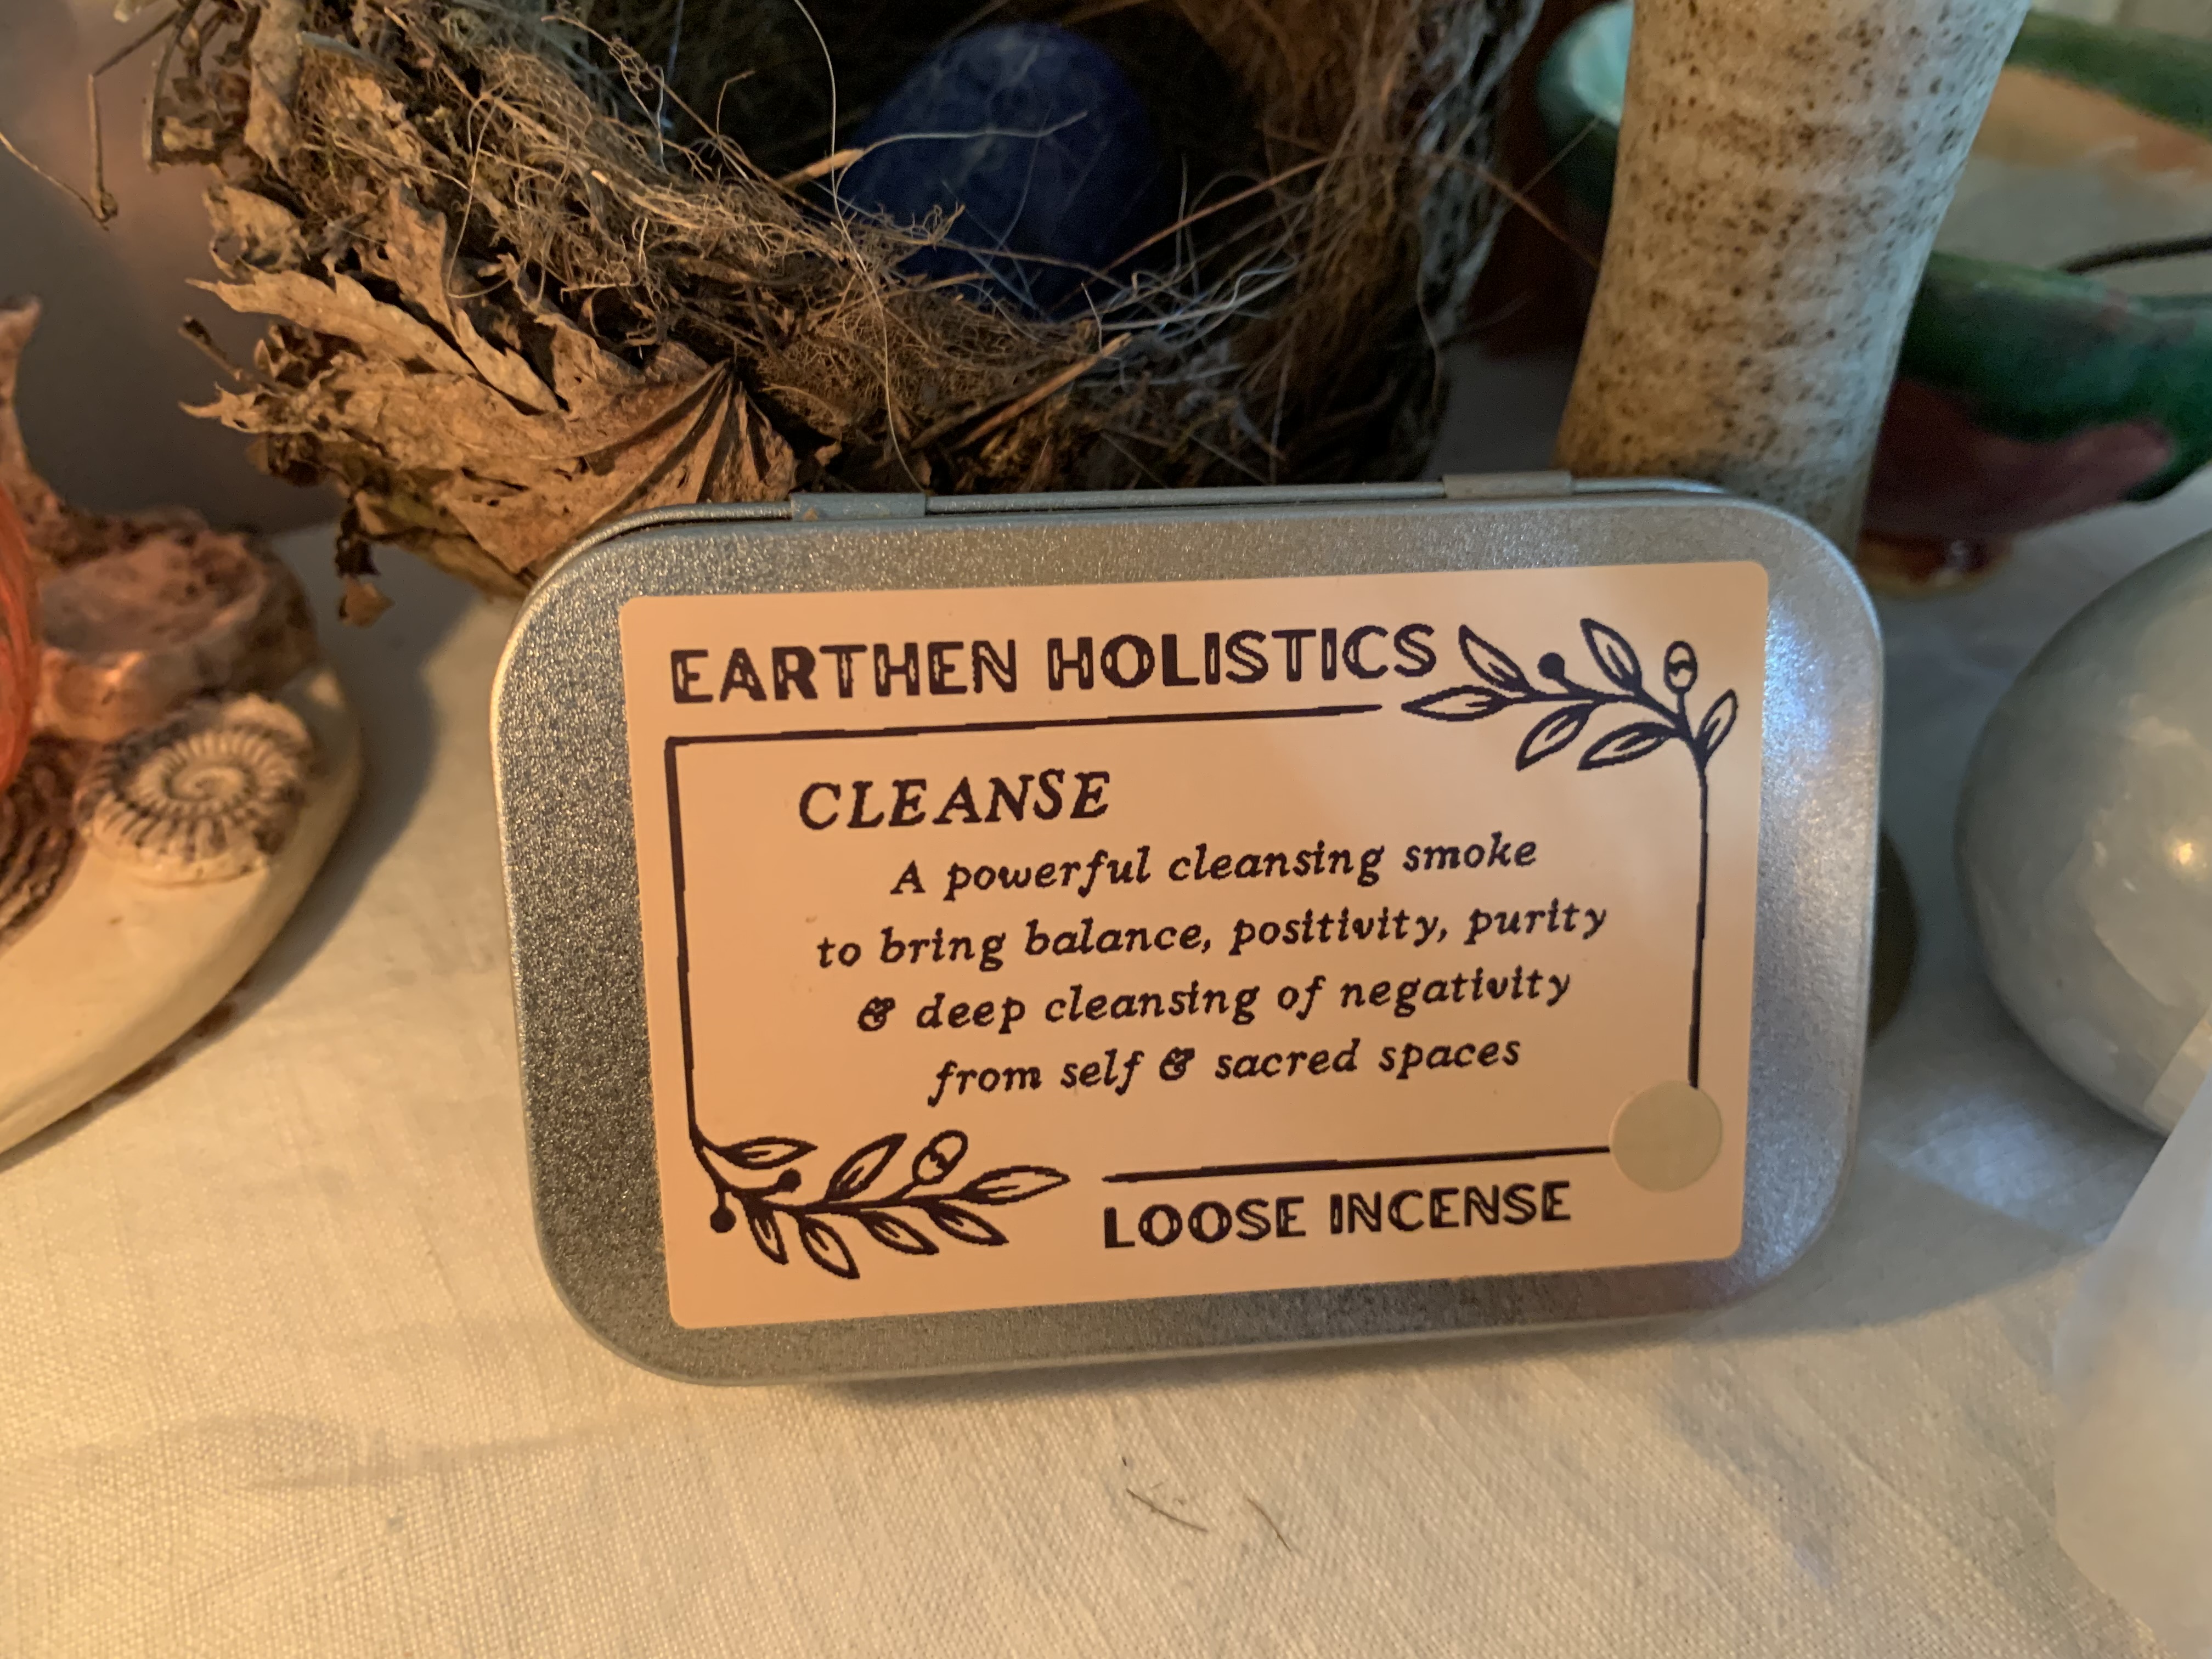 EARTHEN HOLISTICS
CLEANSE
A powerful cleansing smoke
to bring balance, positivity, purity
& deep cleansing of negativity
from self & sacred spaces
LOOSE INCENSE